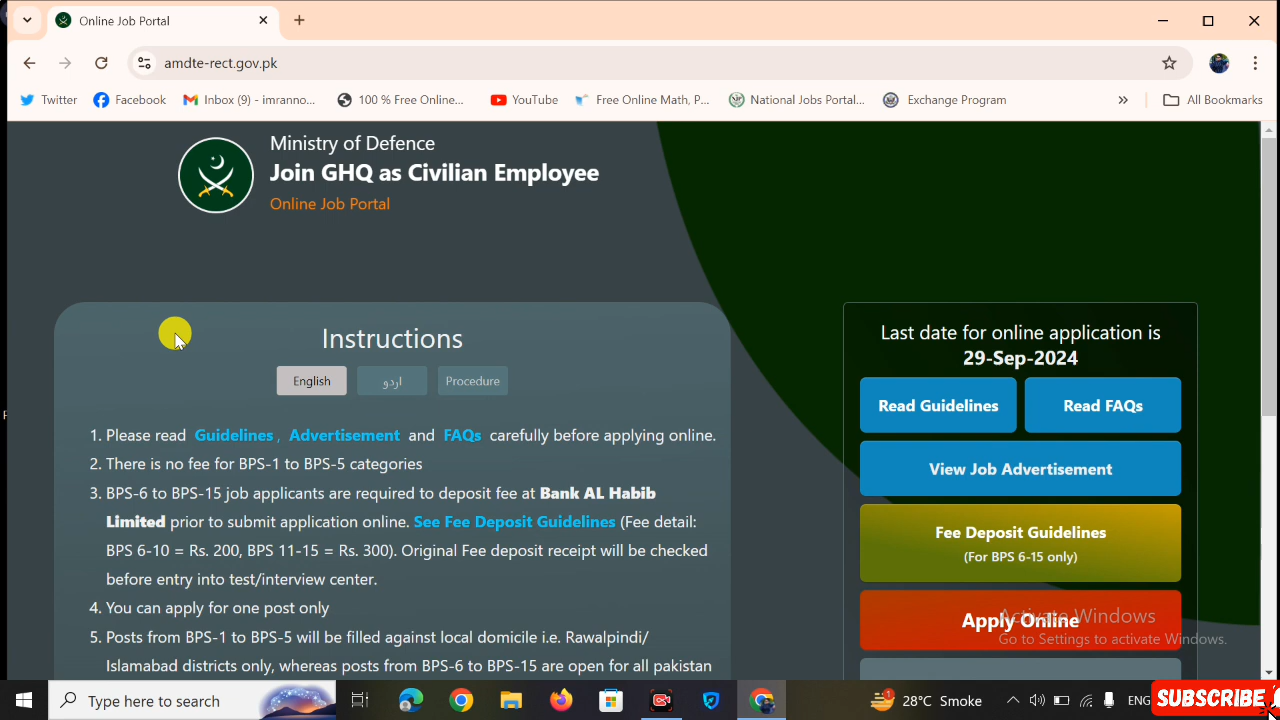 Online Job Portal
amdte-rect.gov.pk
Twitter
Facebook
Inbox (9) - imranno...
100 % Free Online...
YouTube
Free Online Math, P...
National Jobs Portal...
Exchange Program
All Bookmarks
Ministry of Defence
Join GHQ as Civilian Employee
Online Job Portal
Instructions
English
اردو
Procedure
1. Please read Guidelines, Advertisement and FAQs carefully before applying online.
2. There is no fee for BPS-1 to BPS-5 categories
3. BPS-6 to BPS-15 job applicants are required to deposit fee at Bank AL Habib
Limited prior to submit application online. See Fee Deposit Guidelines (Fee detail:
BPS 6-10 = Rs. 200, BPS 11-15 = Rs. 300). Original Fee deposit receipt will be checked
before entry into test/interview center.
4. You can apply for one post only
5. Posts from BPS-1 to BPS-5 will be filled against local domicile i.e. Rawalpindi/
Islamabad districts only, whereas posts from BPS-6 to BPS-15 are open for all pakistan
Last date for online application is
29-Sep-2024
Read Guidelines
Read FAQs
View Job Advertisement
Fee Deposit Guidelines
(For BPS 6-15 only)
Apply Online
Activate Windows
Go to Settings to activate Windows.
Type here to search
1
28°C Smoke
ENG
SUBSCRIBE